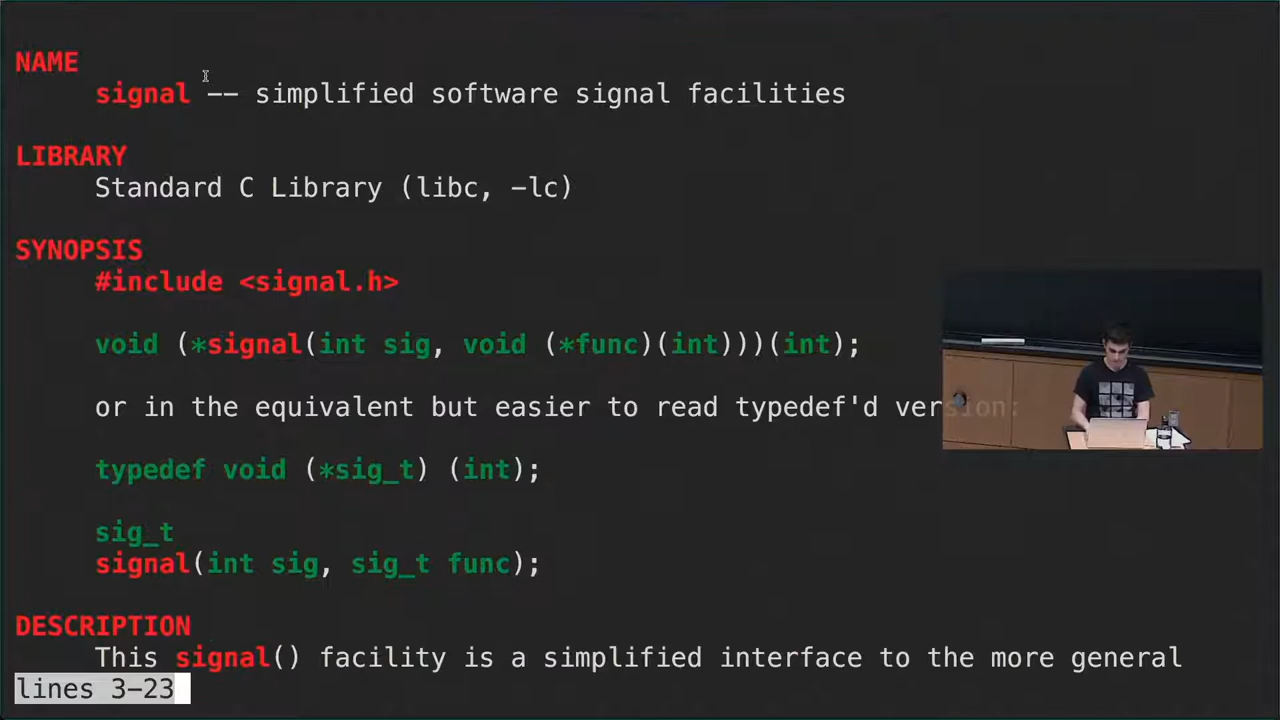 NAME
signal -- simplified software signal facilities
LIBRARY
Standard C Library (libc, -lc)
SYNOPSIS
#include <signal.h>
void (*signal(int sig, void (*func)(int)))(int);
or in the equivalent but easier to read typedef'd version:
typedef void (*sig_t) (int);
sig_t
signal(int sig, sig_t func);
DESCRIPTION
This signal() facility is a simplified interface to the more general
lines 3-23